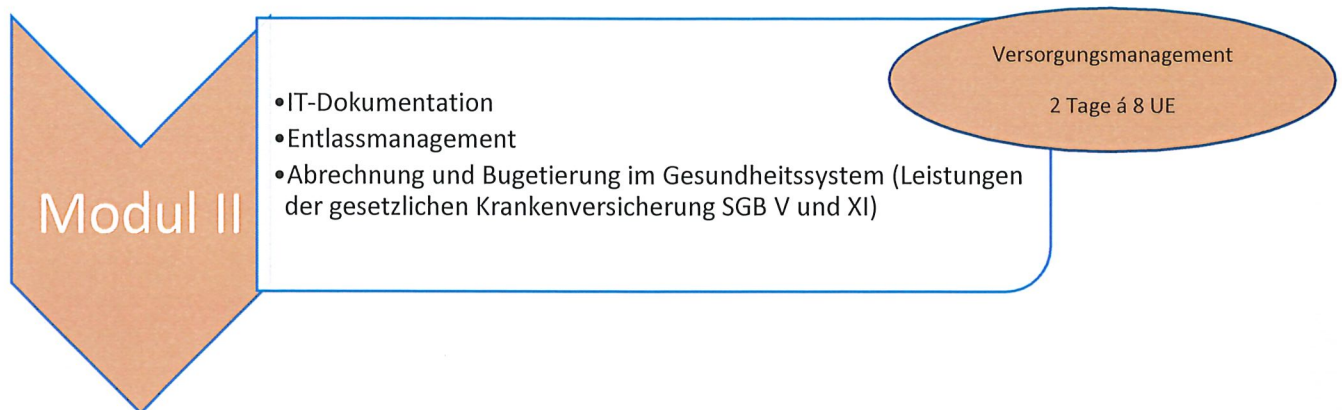 Modul II
•IT-Dokumentation
•Entlassmanagement
•Abrechnung und Bugetierung im Gesundheitssystem (Leistungen
der gesetzlichen Krankenversicherung SGB V und XI)
Versorgungsmanagement
2 Tage á 8 UE